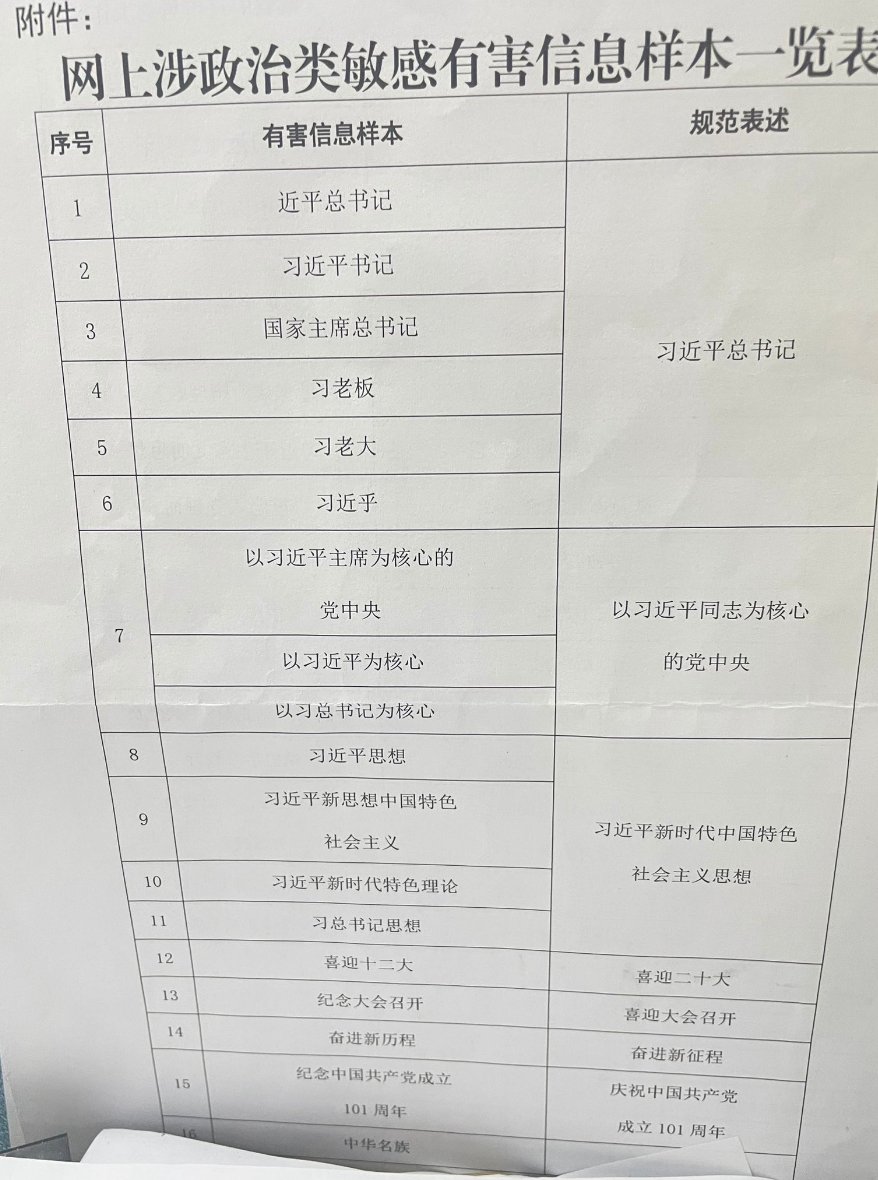 附件：
网上涉政治类敏感有害信息样本一览表
序号 有害信息样本 规范表述
1 近平总书记
2 习近平书记
3 国家主席总书记
习近平总书记
4 习老板
5 习老大
6 习近乎
以习近平主席为核心的
党中央
7
以习近平为核心
以习总书记为核心
以习近平同志为核心
的党中央
8 习近平思想
9 习近平新思想中国特色
社会主义
10 习近平新时代特色理论
11 习总书记思想
习近平新时代中国特色
社会主义思想
12 喜迎十二大 喜迎二十大
13 纪念大会召开 喜迎大会召开
14 奋进新历程 奋进新征程
15 纪念中国共产党成立
101 周年
庆祝中国共产党
成立 101 周年
16 中华名族